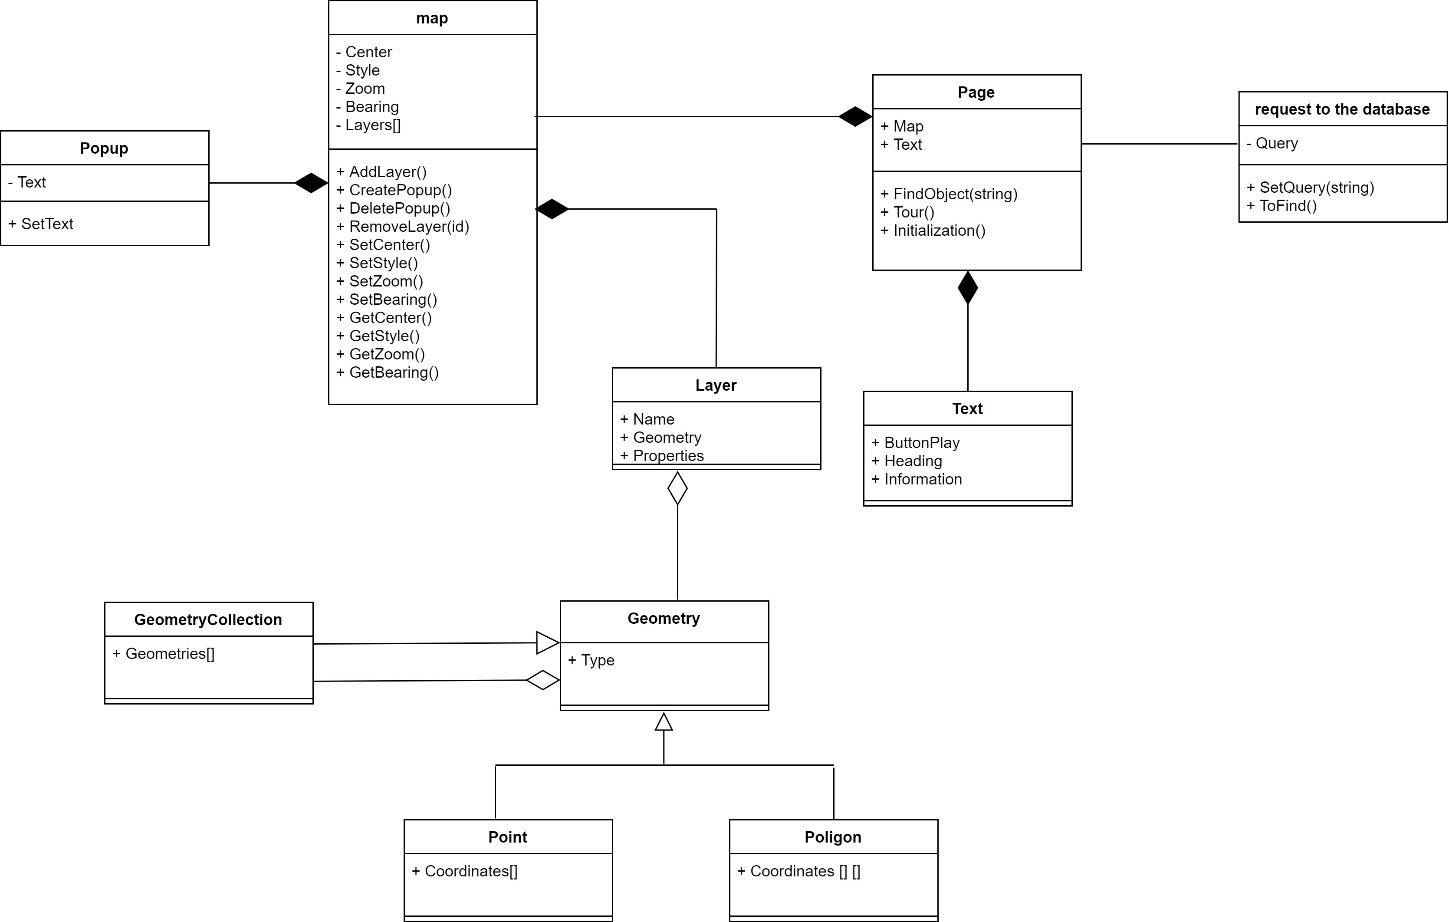 map
- Center
- Style
- Zoom
- Bearing
- Layers[]
+ AddLayer()
+ CreatePopup()
+ DeletePopup()
+ RemoveLayer(id)
+ SetCenter()
+ SetStyle()
+ SetZoom()
+ SetBearing()
+ GetCenter()
+ GetStyle()
+ GetZoom()
+ GetBearing()
Popup
- Text
+ SetText
Page
+ Map
+ Text
+ FindObject(string)
+ Tour()
+ Initialization()
request to the database
- Query
+ SetQuery(string)
+ ToFind()
Layer
+ Name
+ Geometry
+ Properties
Text
+ ButtonPlay
+ Heading
+ Information
GeometryCollection
+ Geometries[]
Geometry
+ Type
Point
+ Coordinates[]
Poligon
+ Coordinates [] []